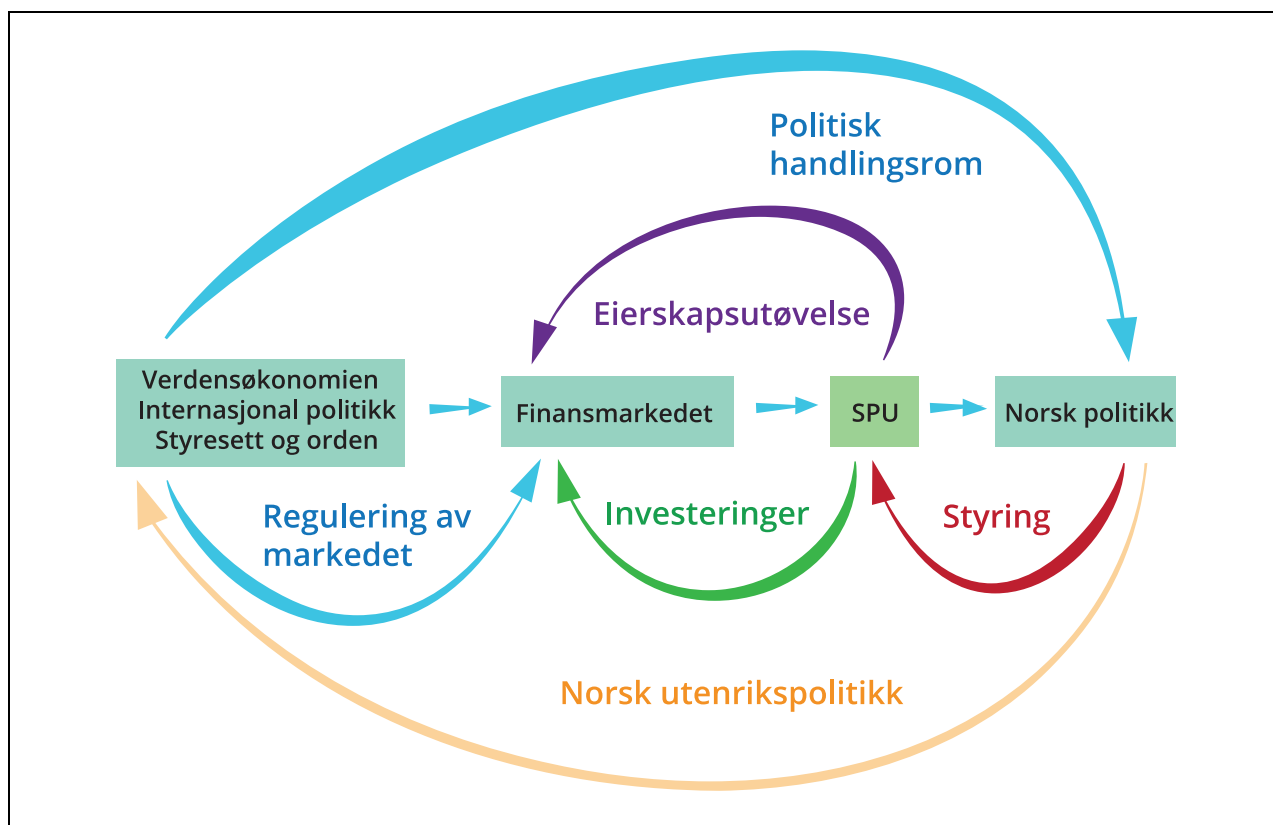 Politisk
handlingsrom
Eierskapsutøvelse
Verdensøkonomien
Internasjonal politikk
Styresett og orden
Finansmarkedet
SPU
Norsk politikk
Regulering av
markedet
Investeringer
Styring
Norsk utenrikspolitikk